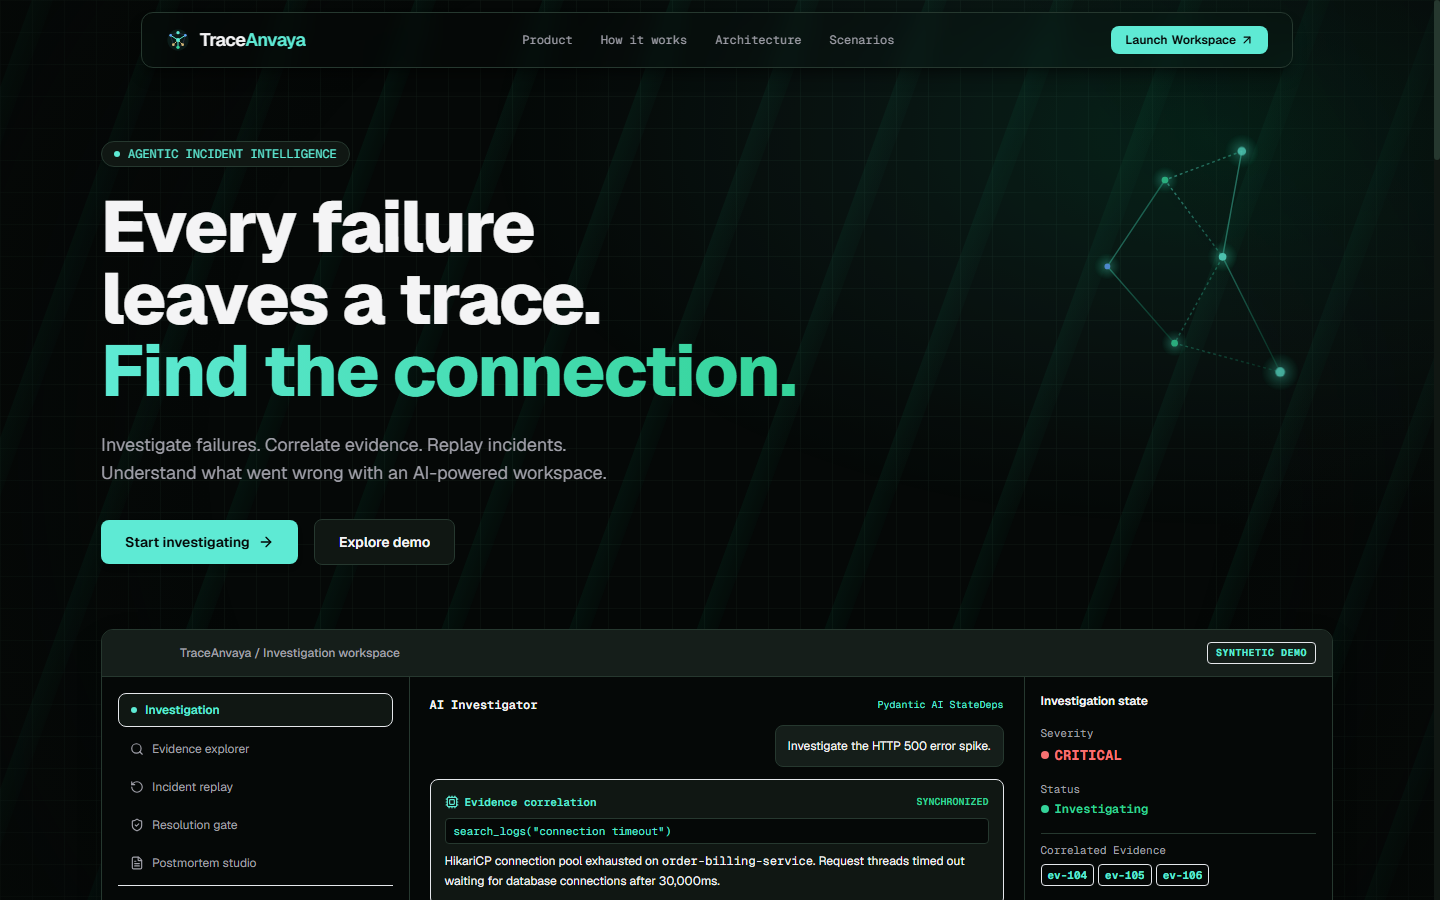 TraceAnvaya
Product
How it works
Architecture
Scenarios
Launch Workspace
AGENTIC INCIDENT INTELLIGENCE
Every failure
leaves a trace.
Find the connection.
Investigate failures. Correlate evidence. Replay incidents.
Understand what went wrong with an AI-powered workspace.
Start investigating
Explore demo
TraceAnvaya / Investigation workspace
SYNTHETIC DEMO
Investigation
Evidence explorer
Incident replay
Resolution gate
Postmortem studio
AI Investigator
Pydantic AI StateDeps
Investigate the HTTP 500 error spike.
Evidence correlation
SYNCHRONIZED
search_logs("connection timeout")
HikariCP connection pool exhausted on order-billing-service. Request threads timed out
waiting for database connections after 30,000ms.
Investigation state
Severity
CRITICAL
Status
Investigating
Correlated Evidence
ev-104 ev-105 ev-106